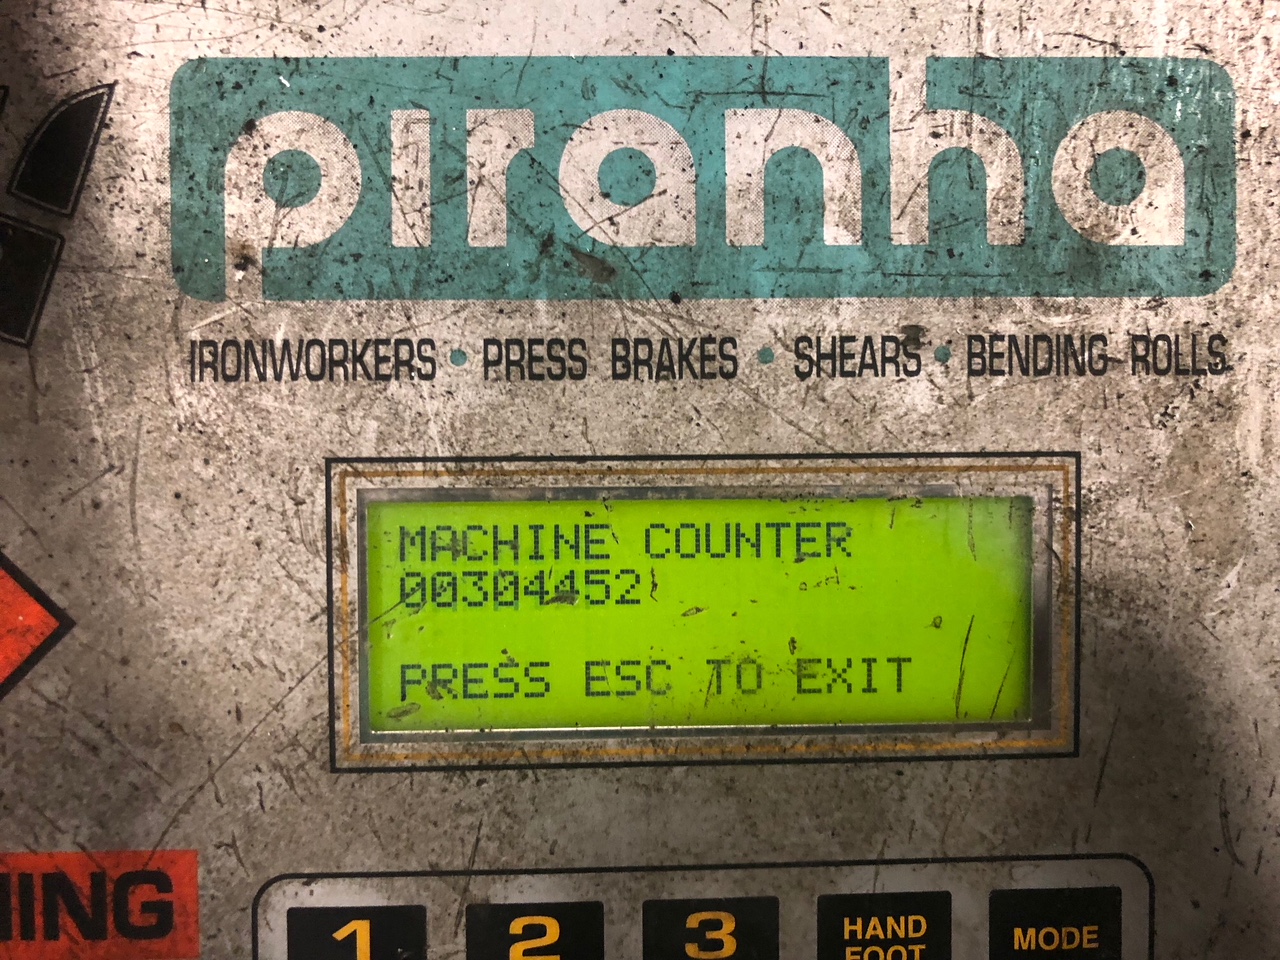 piranha
IRONWORKERS • PRESS BRAKES • SHEARS • BENDING ROLLS
MACHINE COUNTER
00304452
PRESS ESC TO EXIT
1 2 3 HAND FOOT MODE